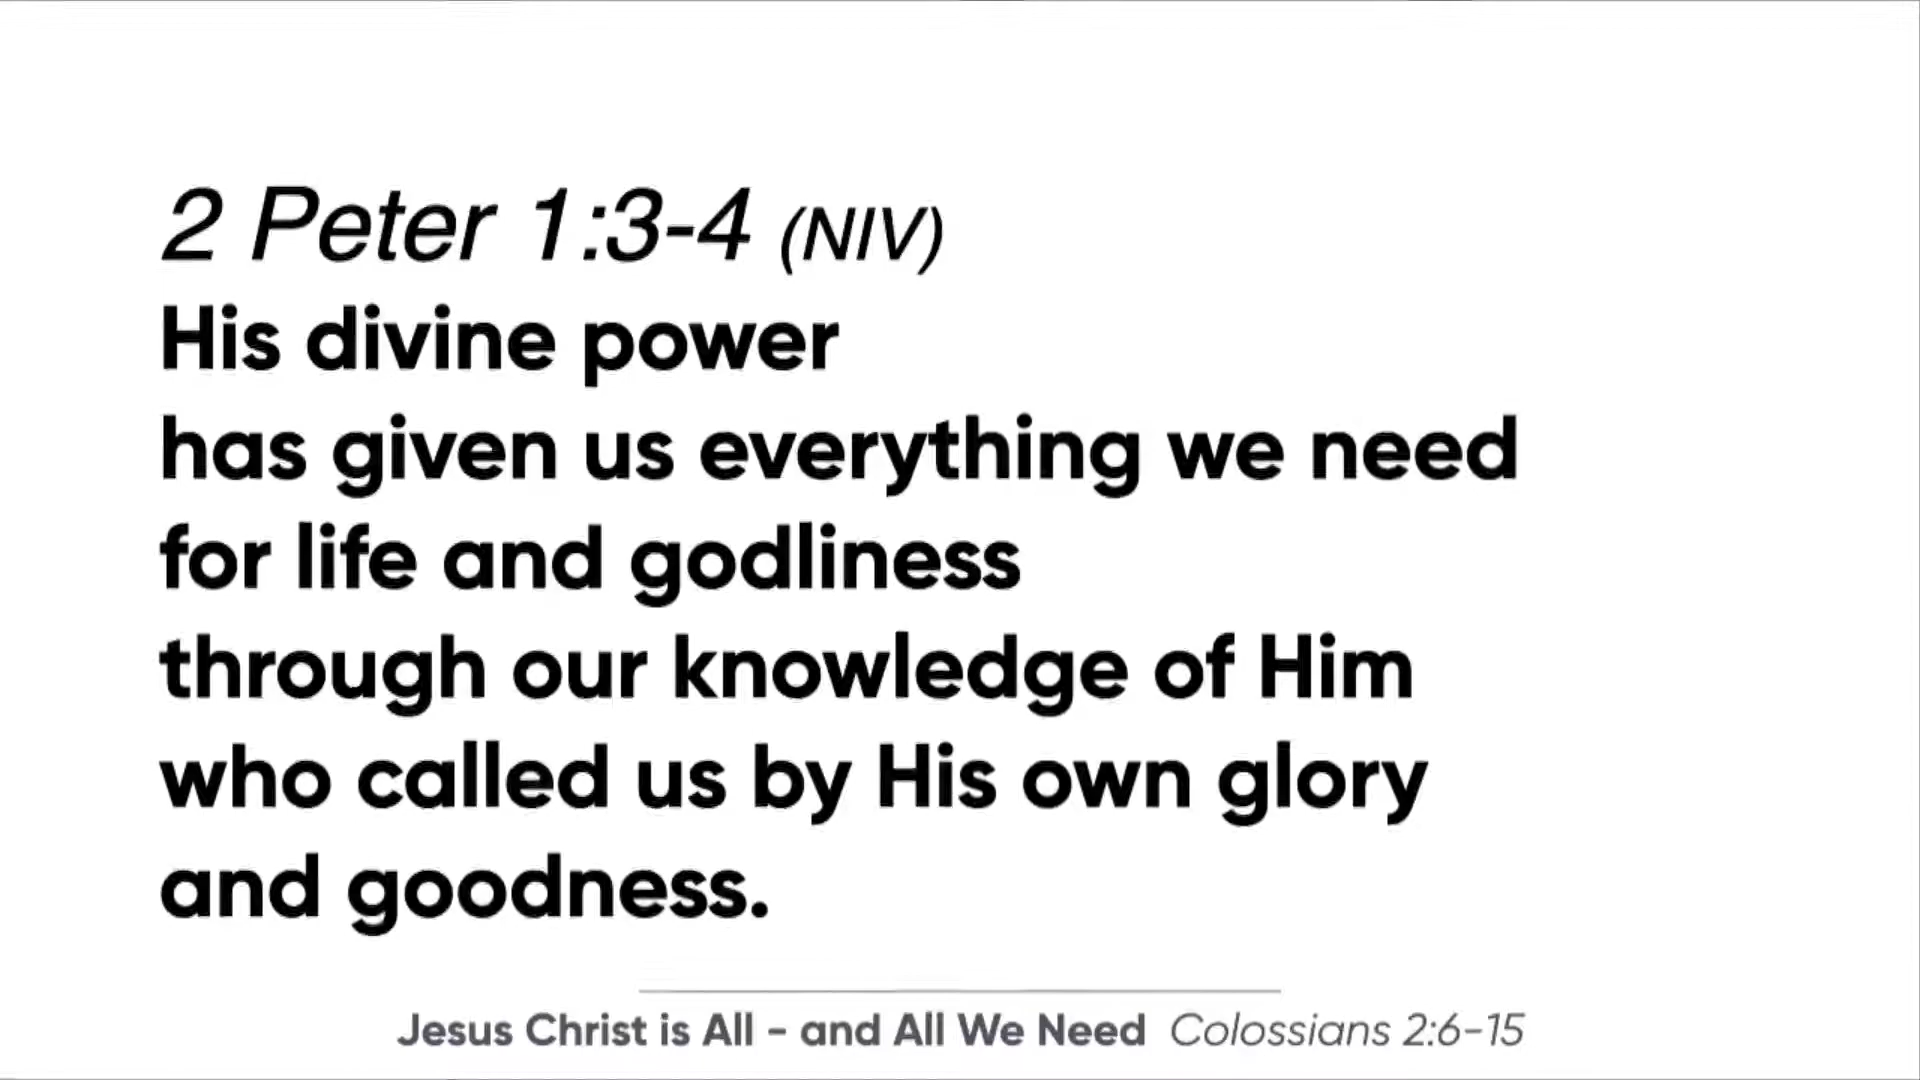 2 Peter 1:3-4 (NIV)
His divine power
has given us everything we need
for life and godliness
through our knowledge of Him
who called us by His own glory
and goodness.
Jesus Christ is All – and All We Need Colossians 2:6–15